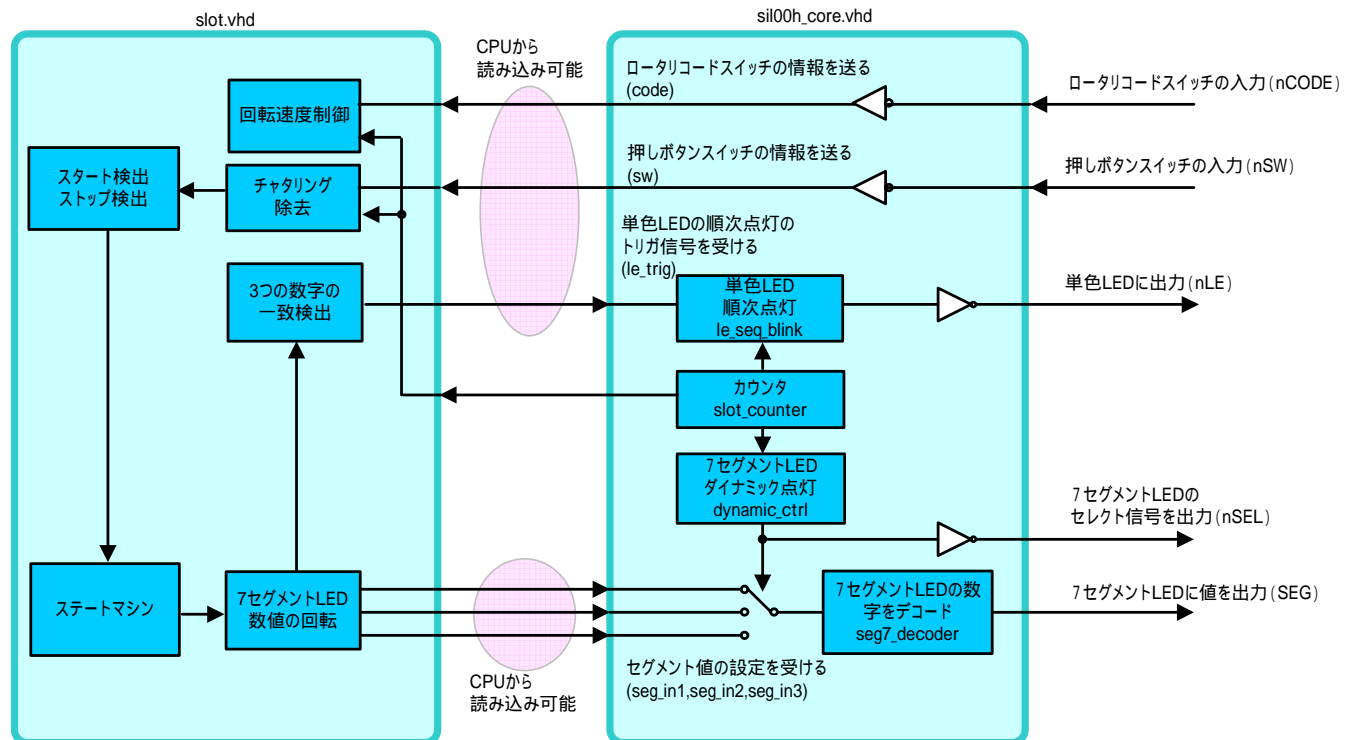 slot.vhd
sil00h_core.vhd
CPUから
読み込み可能
ロータリコードスイッチの情報を送る
(code)
ロータリコードスイッチの入力(nCODE)
回転速度制御
押しボタンスイッチの情報を送る
(sw)
押しボタンスイッチの入力(nSW)
スタート検出
ストップ検出
チャタリング
除去
単色LEDの順次点灯の
トリガ信号を受ける
(le_trig)
3つの数字の
一致検出
単色LED
順次点灯
le_seq_blink
単色LEDに出力(nLE)
カウンタ
slot_counter
7セグメントLED
ダイナミック点灯
dynamic_ctrl
7セグメントLEDの
セレクト信号を出力(nSEL)
ステートマシン
7セグメントLED
数値の回転
7セグメントLEDの数
字をデコード
seg7_decoder
7セグメントLEDに値を出力(SEG)
CPUから
読み込み可能
セグメント値の設定を受ける
(seg_in1,seg_in2,seg_in3)